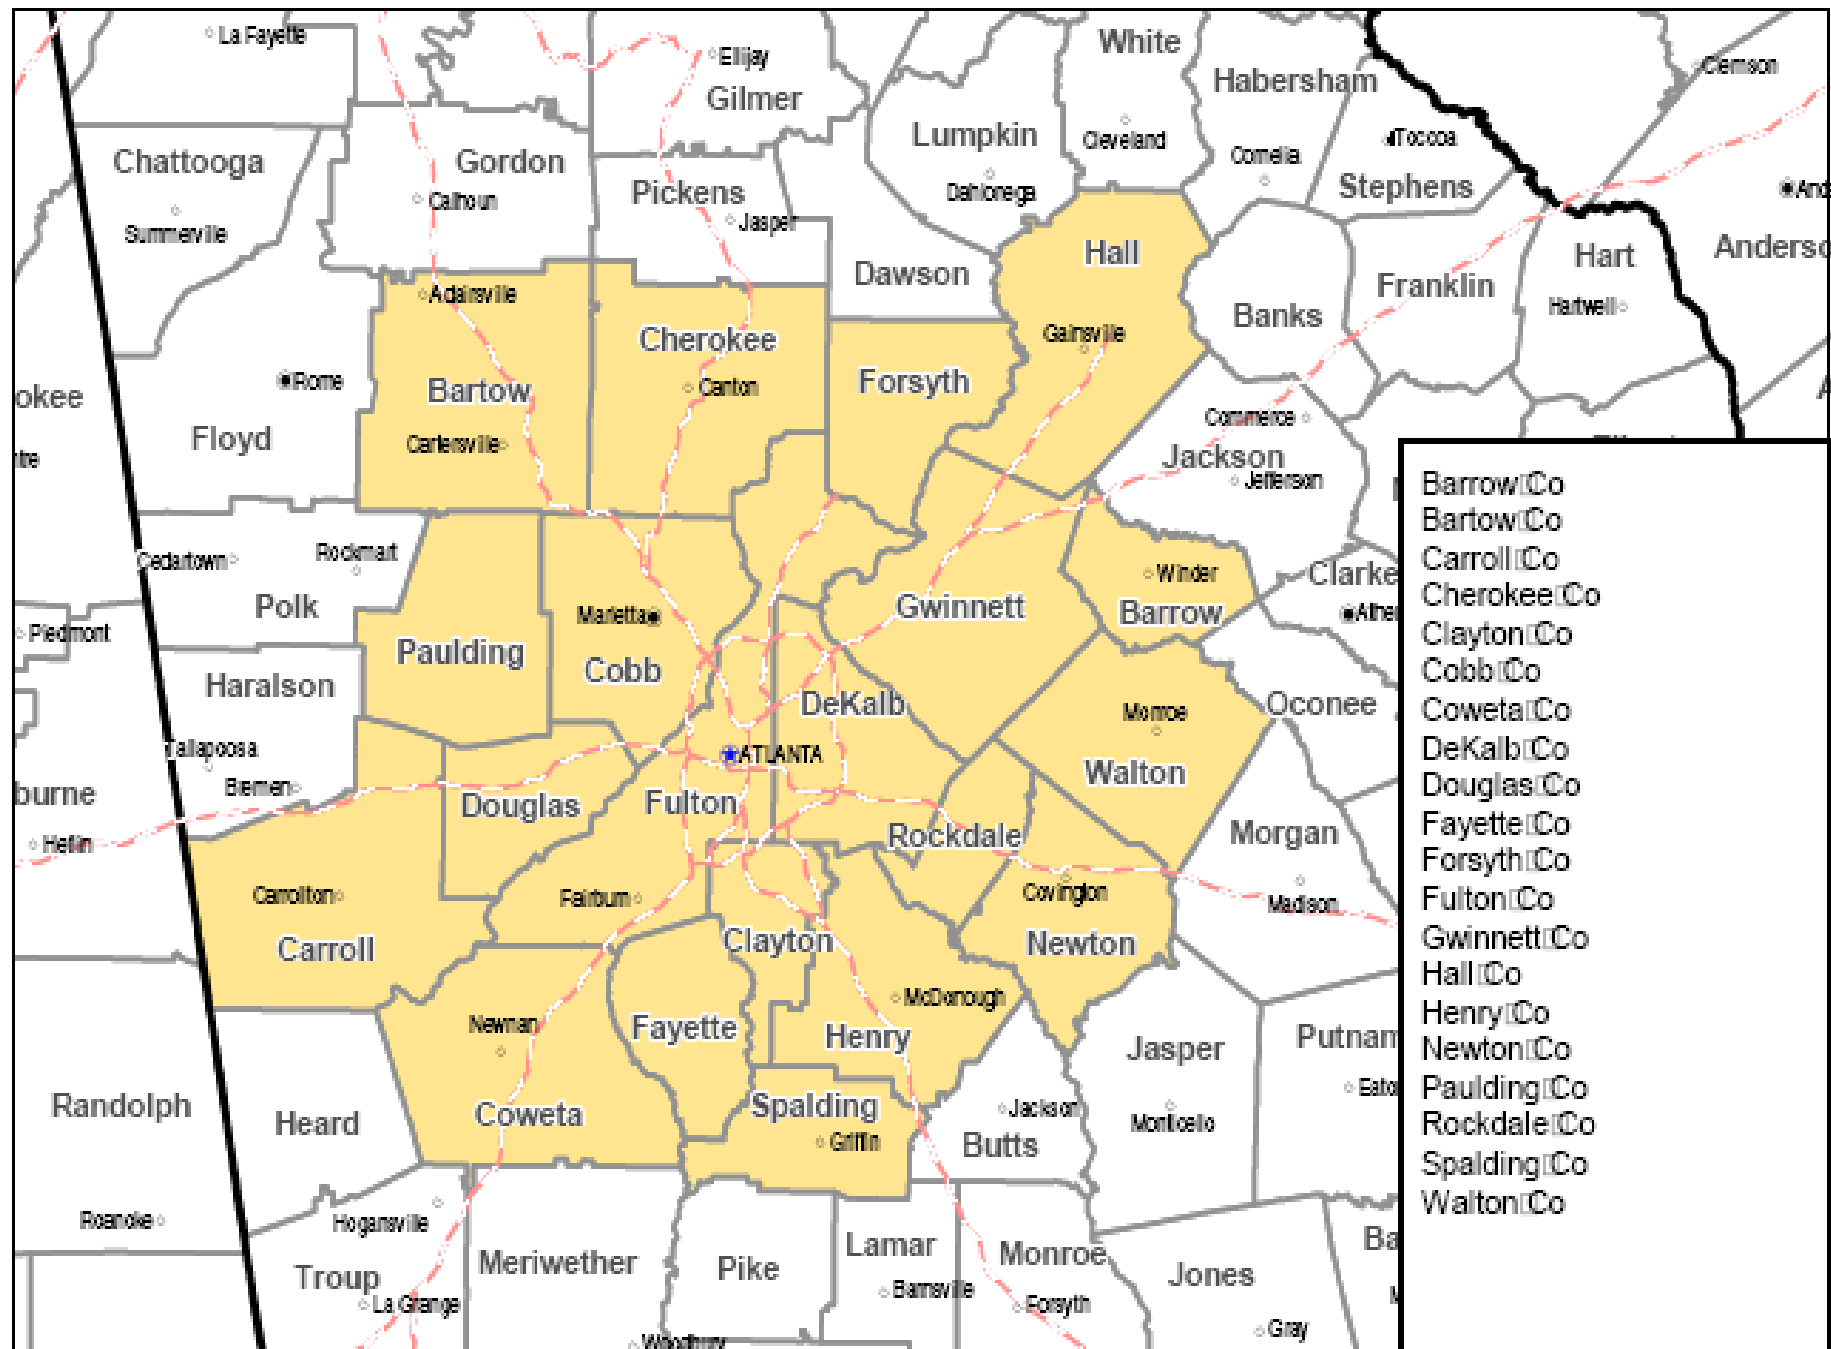 La Fayette
Ellijay
Gilmer
White
Habersham
Clemson
Chattooga
Gordon
Lumpkin
Cleveland
Toccoa
Cornelia
Pickens
Calhoun
Dahlonega
Stephens
Summerville
Jasper
Hall
Dawson
Hart
Franklin
Adairsville
Hartwell
Banks
Cherokee
Gainsville
Rome
Bartow
Canton
Forsyth
okee
Floyd
Cartersville
Commerce
Jackson
Jefferson
Cedartown
Rockmart
Winder
Clarke
Polk
Marietta
Gwinnett
Barrow
Piedmont
Paulding
Cobb
Haralson
DeKalb
Monroe
Oconee
Tallapoosa
ATLANTA
Walton
Bremen
burne
Douglas
Fulton
Rockdale
Morgan
Heflin
Carrolton
Fairburn
Covington
Madison
Carroll
Clayton
Newton
McDonough
Newnan
Fayette
Henry
Jasper
Putnam
Randolph
Heard
Coweta
Spalding
Griffin
Jackson
Butts
Monticello
Roanoke
Hogansville
Troup
Meriwether
Pike
Lamar
Monroe
Jones
La Grange
Barnsville
Forsyth
Gray
Woodbury
Barrow Co
Bartow Co
Carroll Co
Cherokee Co
Clayton Co
Cobb Co
Coweta Co
DeKalb Co
Douglas Co
Fayette Co
Forsyth Co
Fulton Co
Gwinnett Co
Hall Co
Henry Co
Newton Co
Paulding Co
Rockdale Co
Spalding Co
Walton Co